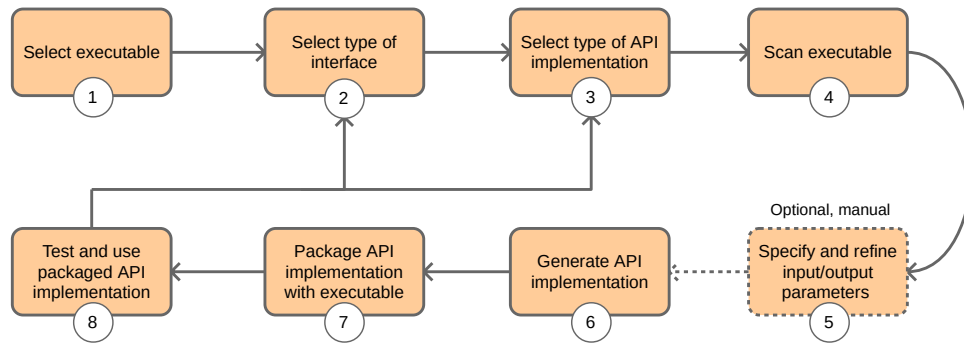 Select executable
1
Select type of
interface
2
Select type of API
implementation
3
Scan executable
4
Optional, manual
Specify and refine
input/output
parameters
5
Generate API
implementation
6
Package API
implementation
with executable
7
Test and use
packaged API
implementation
8